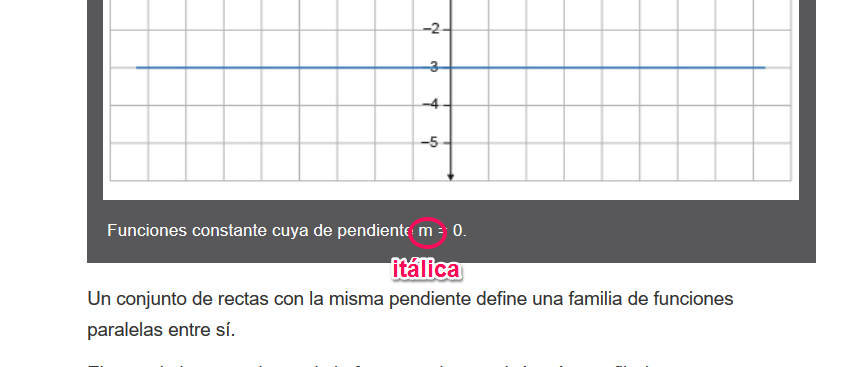 –2
–3
–4
–5
Funciones constante cuya de pendiente m = 0.
itálica
Un conjunto de rectas con la misma pendiente define una familia de funciones
paralelas entre sí.